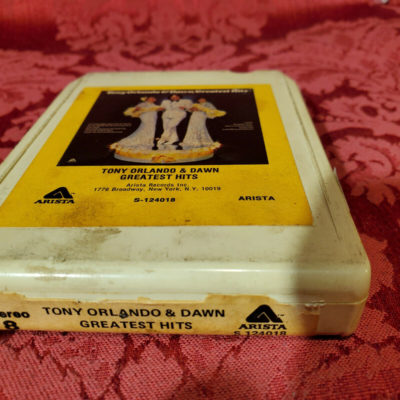 Tony Orlando & Dawn Greatest Hits
TONY ORLANDO & DAWN
GREATEST HITS
Arista Records Inc.
1776 Broadway, New York, N.Y. 10019
ARISTA
S-124018
ARISTA
TONY ORLANDO & DAWN
GREATEST HITS
8
ARISTA
S 124018